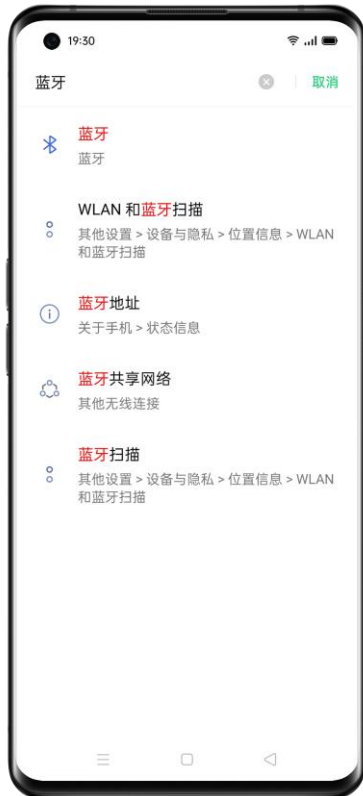 19:30
蓝牙
取消
蓝牙
蓝牙
WLAN 和蓝牙扫描
其他设置 > 设备与隐私 > 位置信息 > WLAN
和蓝牙扫描
蓝牙地址
关于手机 > 状态信息
蓝牙共享网络
其他无线连接
蓝牙扫描
其他设置 > 设备与隐私 > 位置信息 > WLAN
和蓝牙扫描